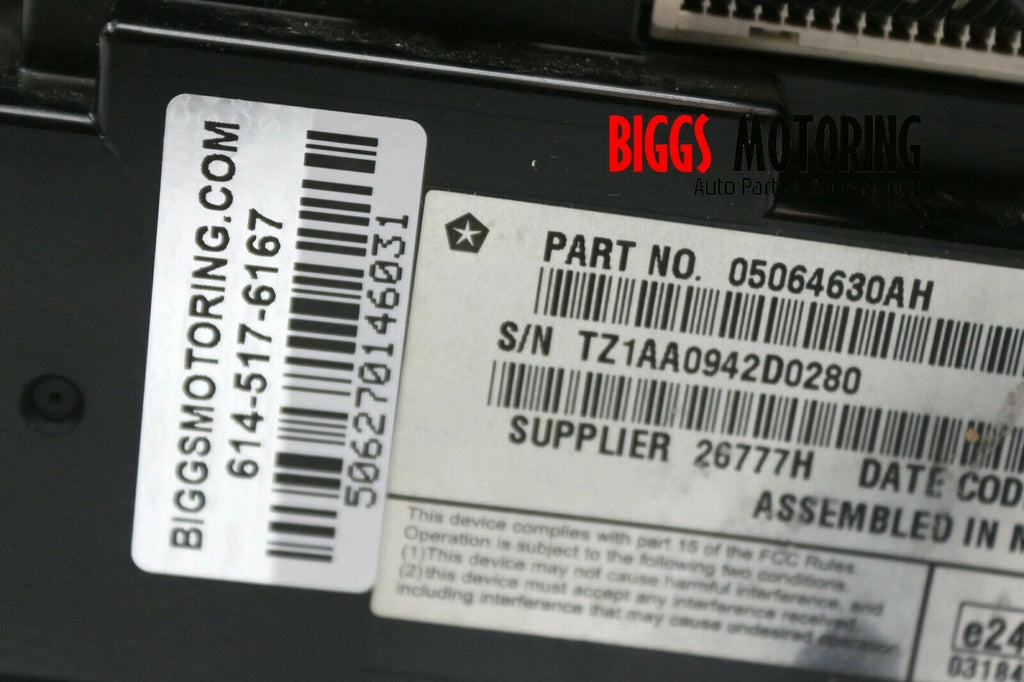 BIGGSMOTORING.COM
614-517-6167
506270146031
BIGGS MOTORING
Auto Part
PART NO. 05064630AH
S/N TZ1AA0942D0280
SUPPLIER 26777H DATE COD
ASSEMBLED IN
This device complies with part 15 of the FCC Rules
Operation is subject to the following two conditions.
(1)This device may not cause harmful interference, and
(2)this device must accept any interference received,
including interference that may cause undesired operation
e24
03184